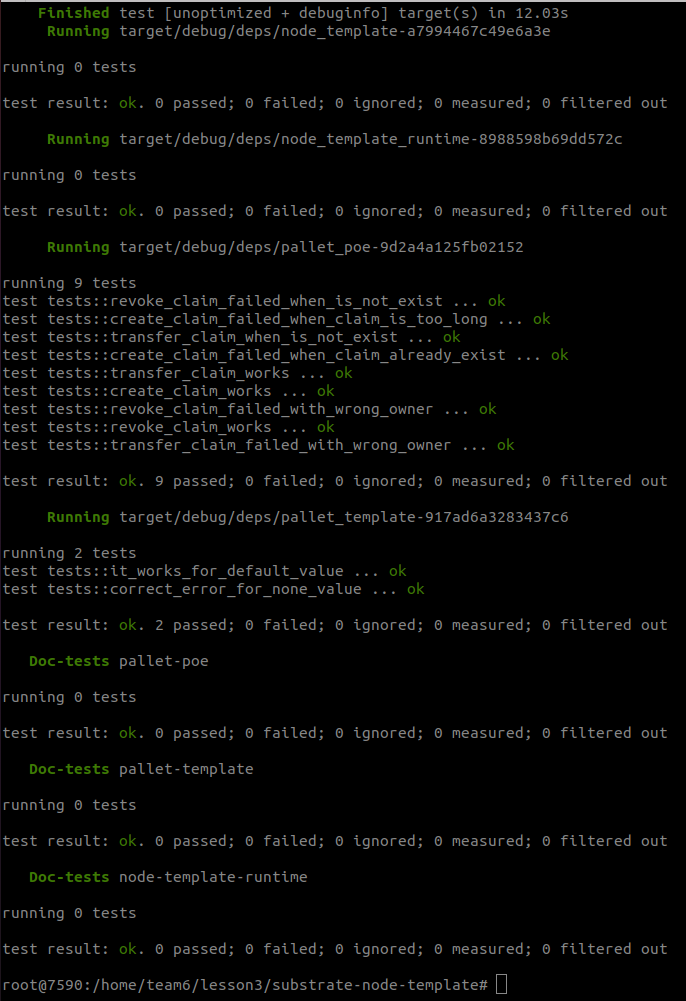 Finished test [unoptimized + debuginfo] target(s) in 12.03s
Running target/debug/deps/node_template-a7994467c49e6a3e
running 0 tests
test result: ok. 0 passed; 0 failed; 0 ignored; 0 measured; 0 filtered out
Running target/debug/deps/node_template_runtime-8988598b69dd572c
running 0 tests
test result: ok. 0 passed; 0 failed; 0 ignored; 0 measured; 0 filtered out
Running target/debug/deps/pallet_poe-9d2a4a125fb02152
running 9 tests
test tests::revoke_claim_failed_when_is_not_exist ... ok
test tests::create_claim_failed_when_claim_is_too_long ... ok
test tests::transfer_claim_when_is_not_exist ... ok
test tests::create_claim_failed_when_claim_already_exist ... ok
test tests::transfer_claim_works ... ok
test tests::create_claim_works ... ok
test tests::revoke_claim_failed_with_wrong_owner ... ok
test tests::revoke_claim_works ... ok
test tests::transfer_claim_failed_with_wrong_owner ... ok
test result: ok. 9 passed; 0 failed; 0 ignored; 0 measured; 0 filtered out
Running target/debug/deps/pallet_template-917ad6a3283437c6
running 2 tests
test tests::it_works_for_default_value ... ok
test tests::correct_error_for_none_value ... ok
test result: ok. 2 passed; 0 failed; 0 ignored; 0 measured; 0 filtered out
Doc-tests pallet-poe
running 0 tests
test result: ok. 0 passed; 0 failed; 0 ignored; 0 measured; 0 filtered out
Doc-tests pallet-template
running 0 tests
test result: ok. 0 passed; 0 failed; 0 ignored; 0 measured; 0 filtered out
Doc-tests node-template-runtime
running 0 tests
test result: ok. 0 passed; 0 failed; 0 ignored; 0 measured; 0 filtered out
root@7590:/home/team6/lesson3/substrate-node-template#